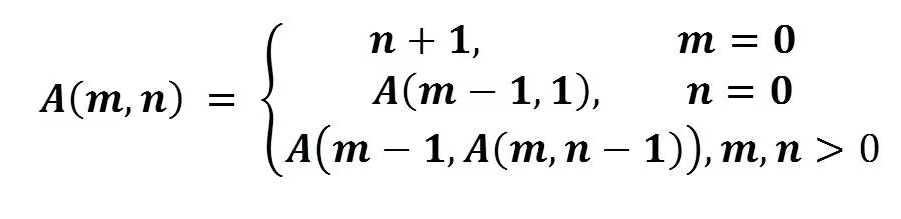 n + 1, m = 0
A(m, n) = { A(m − 1, 1), n = 0
A(m − 1, A(m, n − 1)), m, n > 0